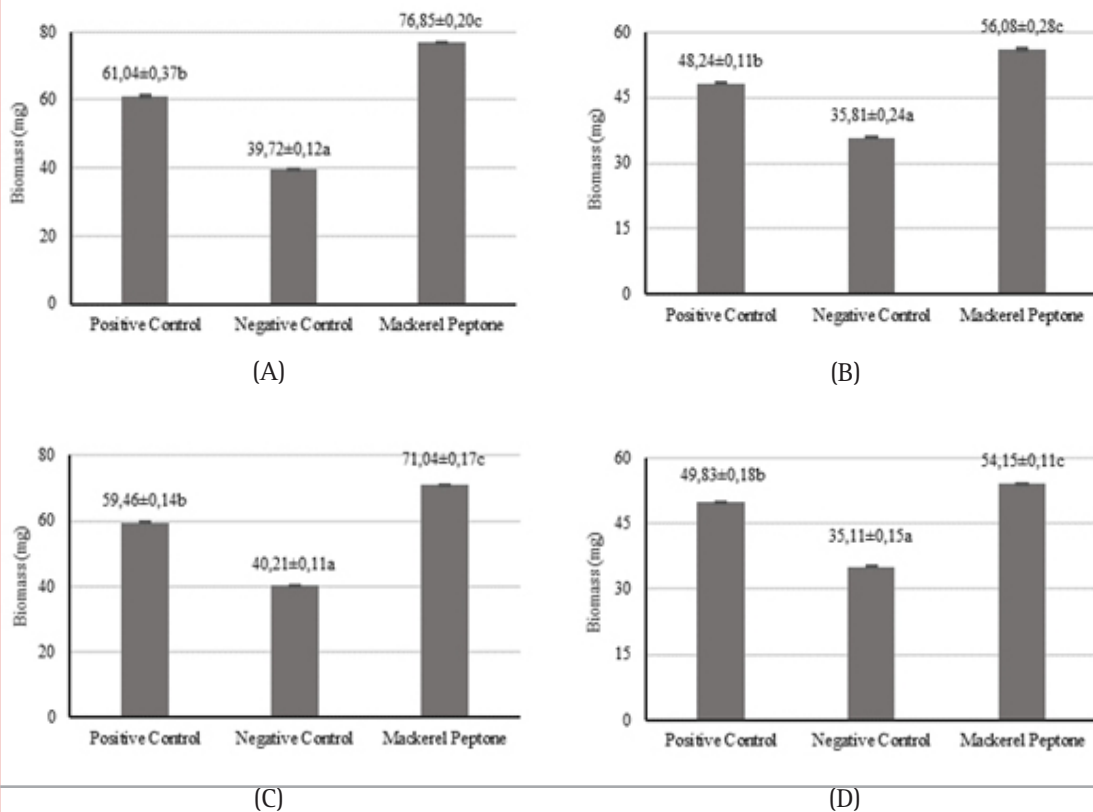 76,85±0,20c
80
61,04±0,37b
60
39,72±0,12a
40
20
0
Biomass (mg)
Positive Control Negative Control Mackerel Peptone
(A)
56,08±0,28c
60
48,24±0,11b
45
35,81±0,24a
30
15
0
Biomass (mg)
Positive Control Negative Control Mackerel Peptone
(B)
80
71,04±0,17c
59,46±0,14b
60
40,21±0,11a
40
20
0
Biomass (mg)
Positive Control Negative Control Mackerel Peptone
(C)
60
54,15±0,11c
49,83±0,18b
45
35,11±0,15a
30
15
0
Biomass (mg)
Positive Control Negative Control Mackerel Peptone
(D)